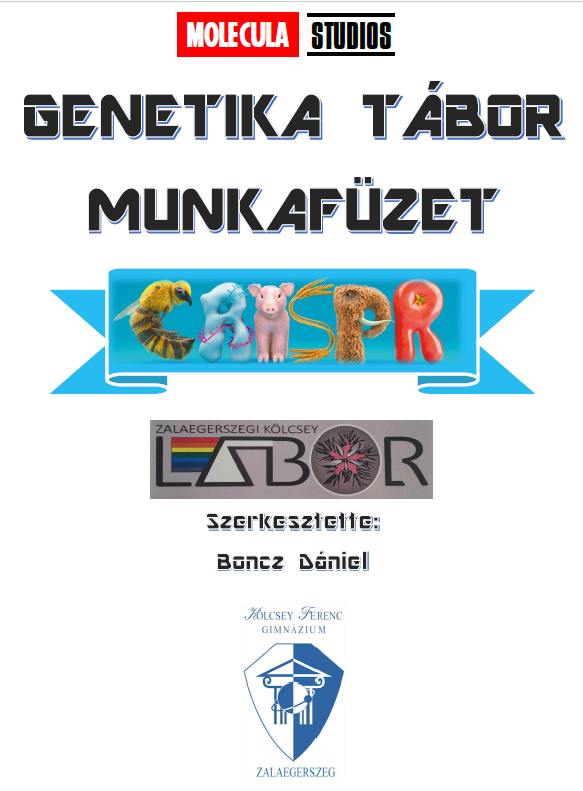 MOLECULA STUDIOS
GENETIKA TÁBOR
MUNKAFÜZET
CRISPR
ZALAEGERSZEGI KÖLCSEY
LABOR
Szerkesztette:
Boncz Dániel
KÖLCSEY FERENC
GIMNÁZIUM
ZALAEGERSZEG